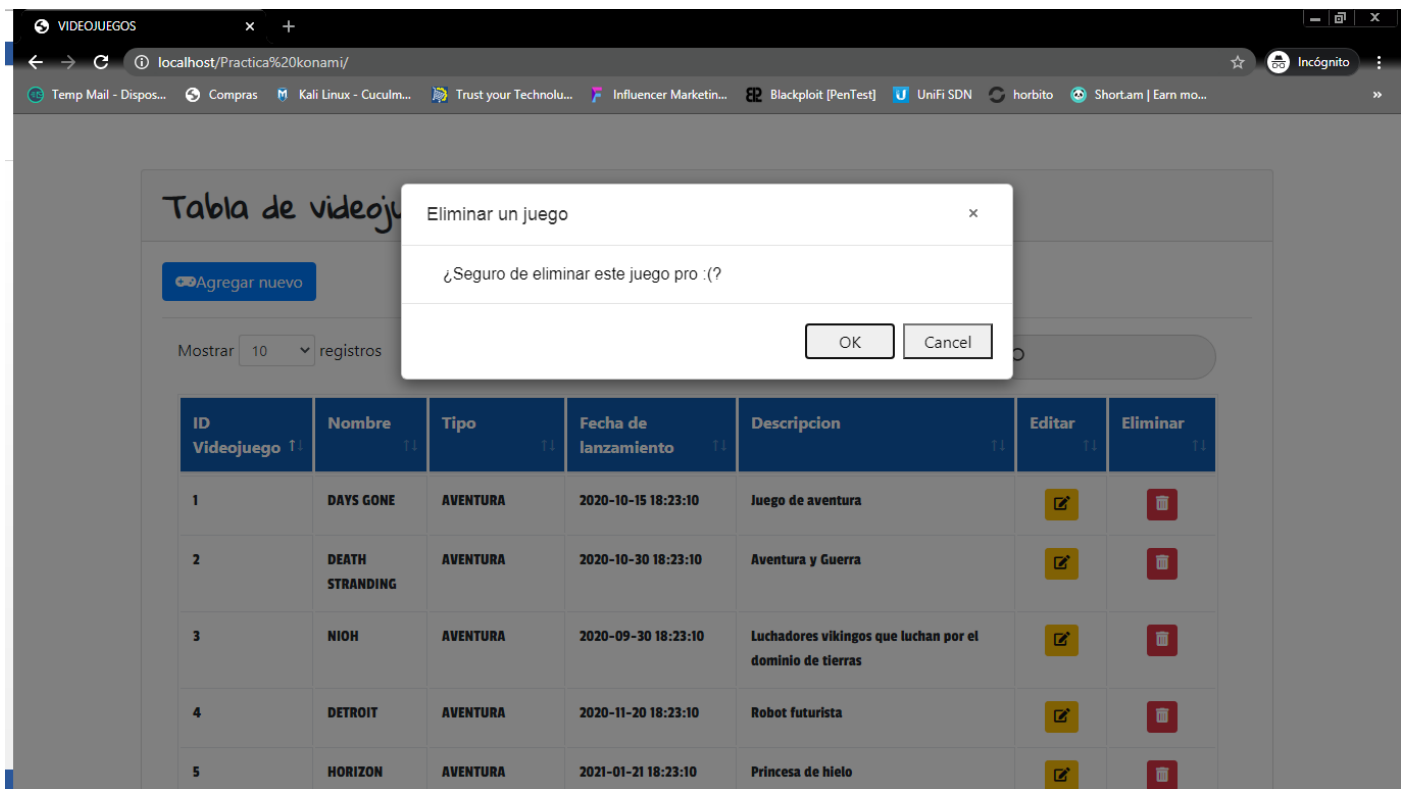 VIDEOJUEGOS
localhost/Practica%20konami/
Incógnito
Temp Mail - Dispos... Compras Kali Linux - Cuculm... Trust your Technolu... Influencer Marketin... Blackploit [PenTest] UniFi SDN horbito Short.am | Earn mo... »
Tabla de videoju
Eliminar un juego ×
¿Seguro de eliminar este juego pro :(?
OK Cancel
Agregar nuevo
Mostrar 10 registros
ID Videojuego Nombre Tipo Fecha de lanzamiento Descripcion Editar Eliminar
1 DAYS GONE AVENTURA 2020-10-15 18:23:10 Juego de aventura
2 DEATH STRANDING AVENTURA 2020-10-30 18:23:10 Aventura y Guerra
3 NIOH AVENTURA 2020-09-30 18:23:10 Luchadores vikingos que luchan por el dominio de tierras
4 DETROIT AVENTURA 2020-11-20 18:23:10 Robot futurista
5 HORIZON AVENTURA 2021-01-21 18:23:10 Princesa de hielo